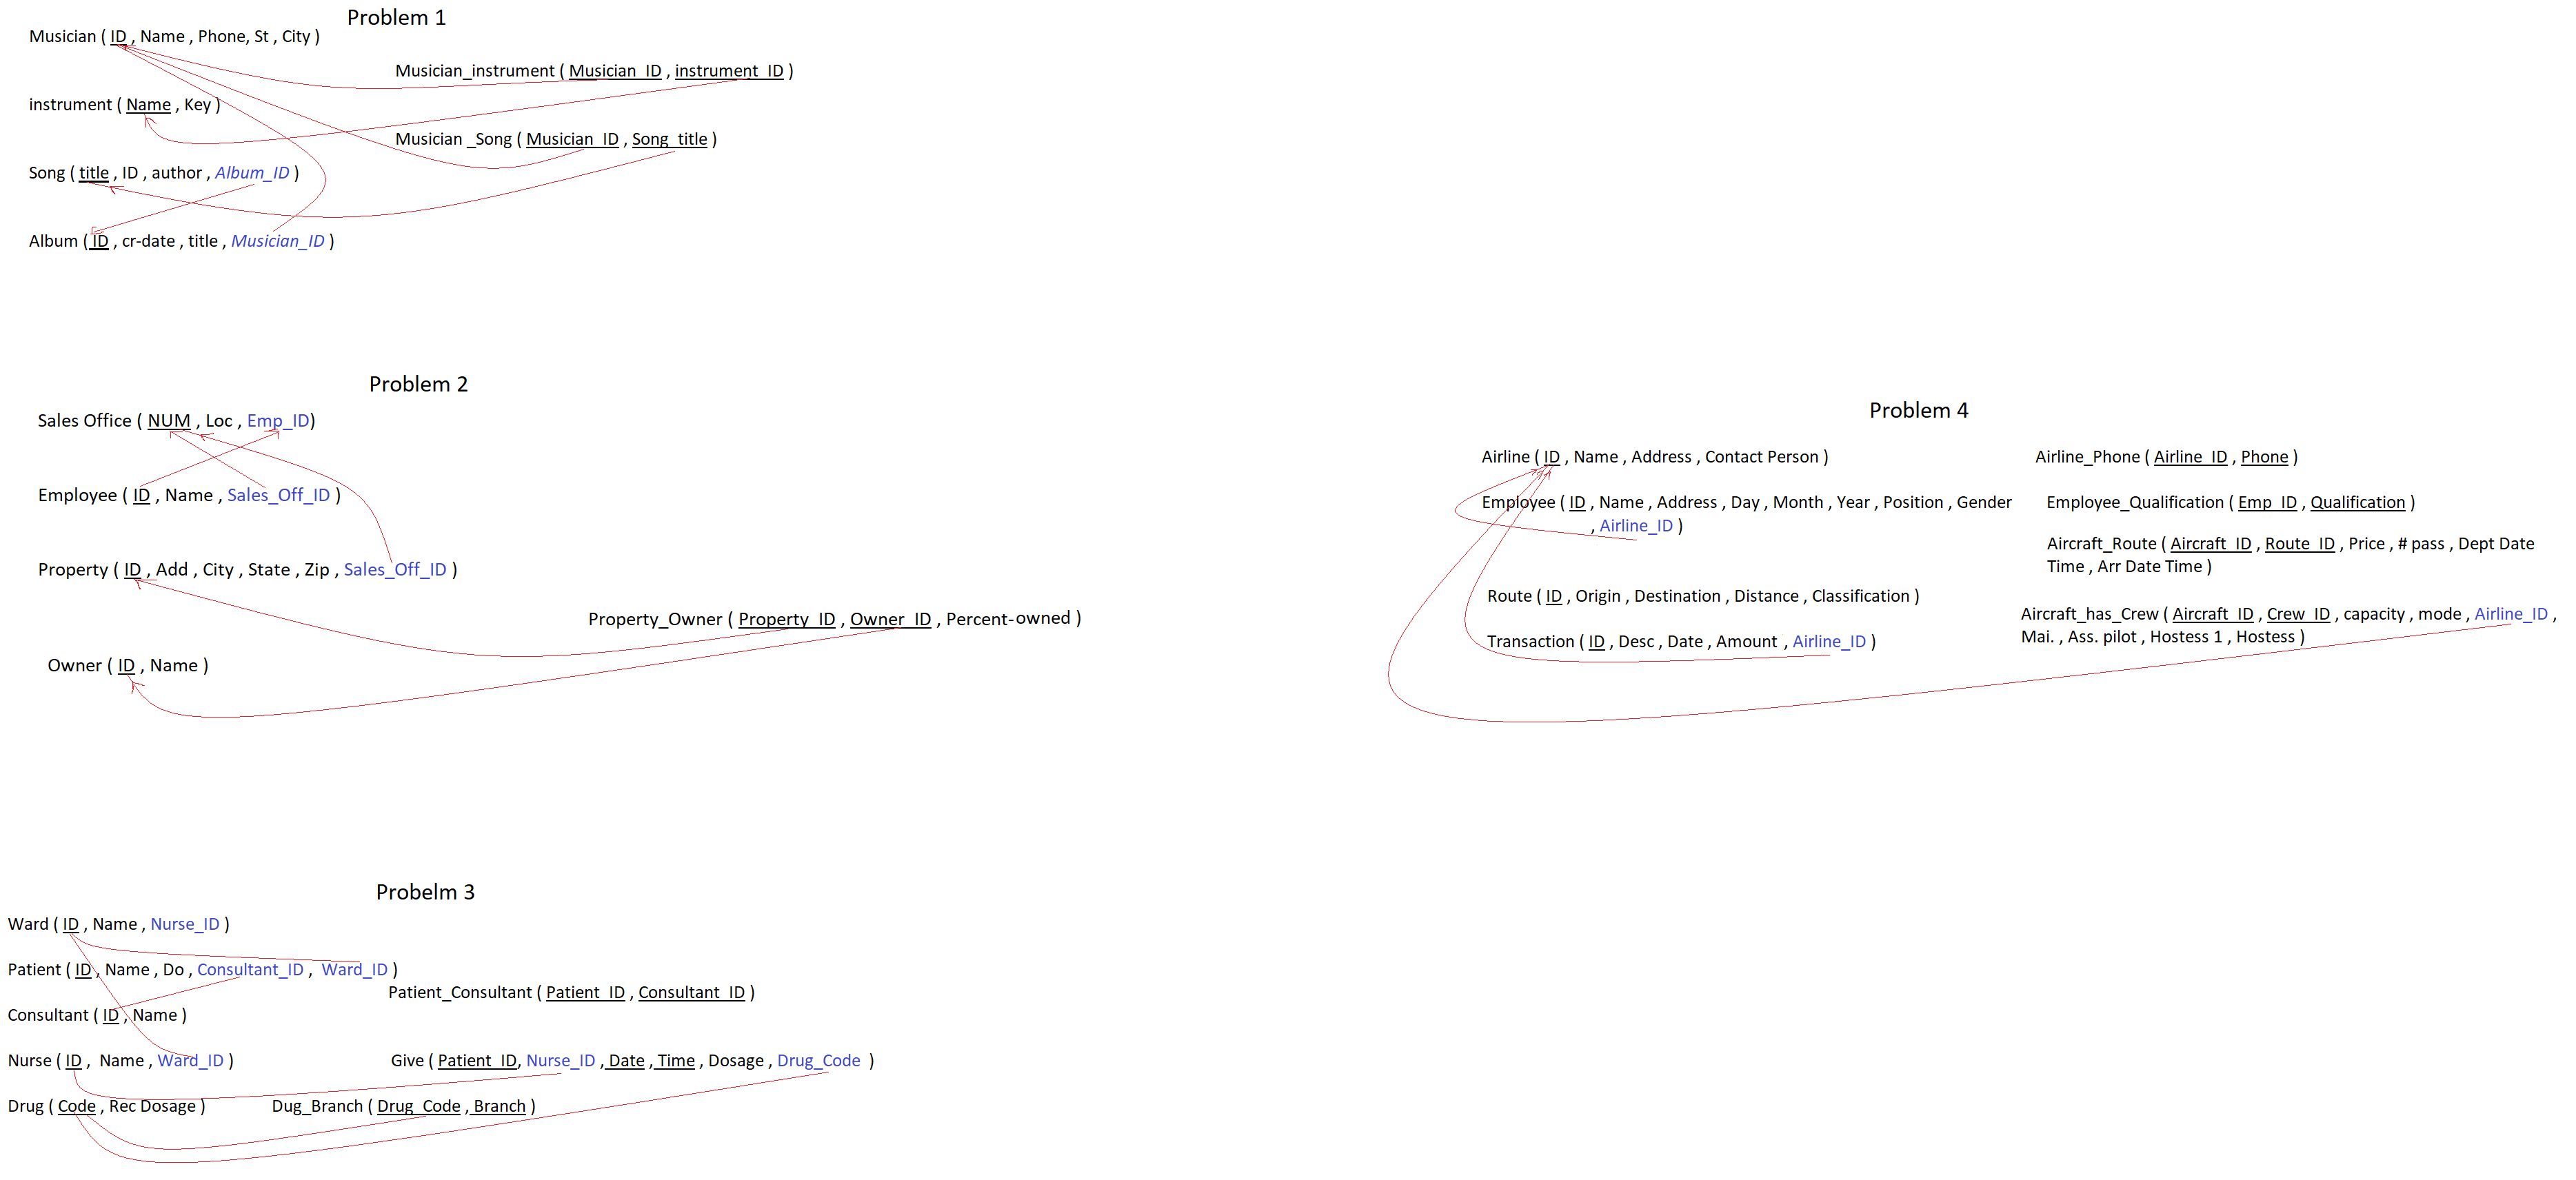 Problem 1
Musician ( ID , Name , Phone, St , City )
Musician_instrument ( Musician_ID , instrument_ID )
instrument ( Name , Key )
Musician _Song ( Musician_ID , Song_title )
Song ( title , ID , author , Album_ID )
Album ( ID , cr-date , title , Musician_ID )
Problem 2
Sales Office ( NUM , Loc , Emp_ID)
Employee ( ID , Name , Sales_Off_ID )
Property ( ID , Add , City , State , Zip , Sales_Off_ID )
Property_Owner ( Property_ID , Owner_ID , Percent-owned )
Owner ( ID , Name )
Probelm 3
Ward ( ID , Name , Nurse_ID )
Patient ( ID , Name , Do , Consultant_ID , Ward_ID )
Patient_Consultant ( Patient_ID , Consultant_ID )
Consultant ( ID , Name )
Nurse ( ID , Name , Ward_ID )
Give ( Patient_ID, Nurse_ID , Date , Time , Dosage , Drug_Code )
Drug ( Code , Rec Dosage )
Dug_Branch ( Drug_Code , Branch )
Problem 4
Airline ( ID , Name , Address , Contact Person )
Airline_Phone ( Airline_ID , Phone )
Employee ( ID , Name , Address , Day , Month , Year , Position , Gender
, Airline_ID )
Employee_Qualification ( Emp_ID , Qualification )
Aircraft_Route ( Aircraft_ID , Route_ID , Price , # pass , Dept Date
Time , Arr Date Time )
Route ( ID , Origin , Destination , Distance , Classification )
Aircraft_has_Crew ( Aircraft_ID , Crew_ID , capacity , mode , Airline_ID ,
Mai. , Ass. pilot , Hostess 1 , Hostess )
Transaction ( ID , Desc , Date , Amount , Airline_ID )